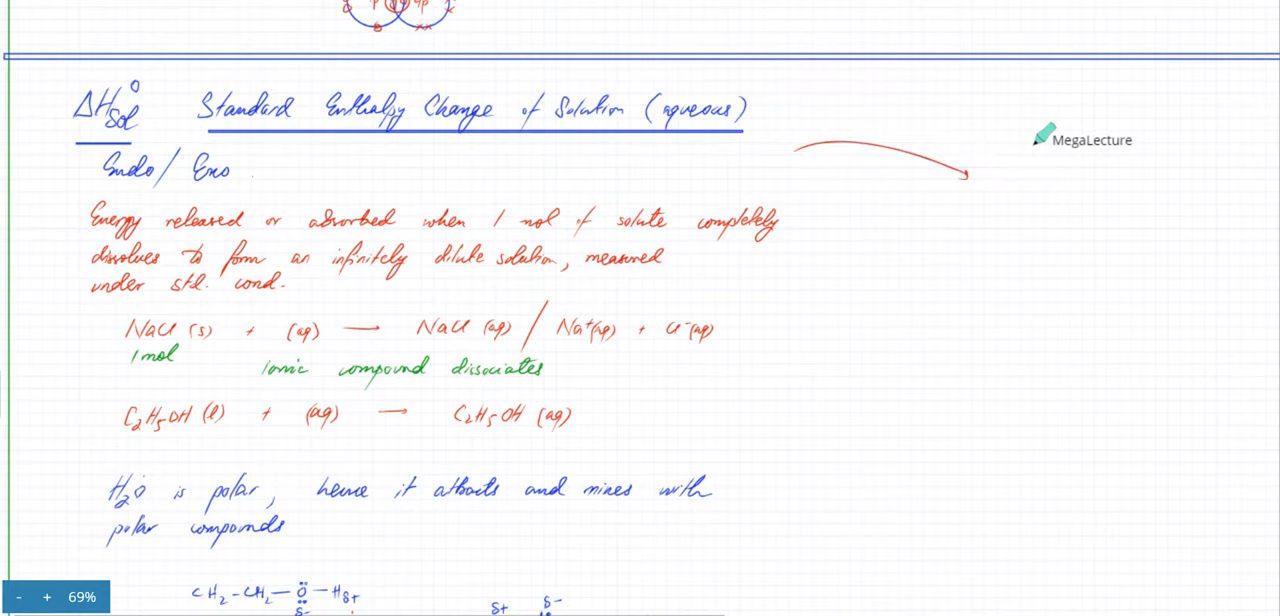 ΔH°sol Standard Enthalpy Change of Solution (aqueous)
MegaLecture
Endo / Exo
Energy released or absorbed when 1 mol of solute completely
dissolves to form an infinitely dilute solution, measured
under std. cond.
NaCl (s) + (aq) → NaCl (aq) / Na⁺(aq) + Cl⁻(aq)
1 mol Ionic compound dissociates
C₂H₅OH (l) + (aq) → C₂H₅OH (aq)
H₂O is polar, hence it attracts and mixes with
polar compounds
CH₂-CH₂-O-H δ+
δ- δ+ δ-
- + 69%